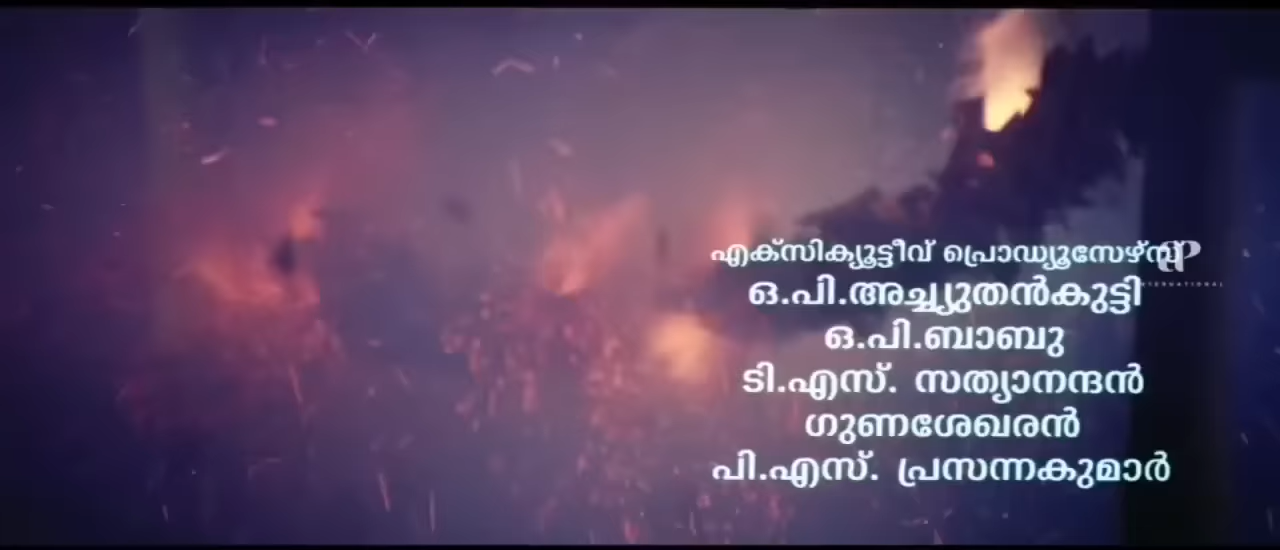 എക്സിക്യൂട്ടീവ് പ്രൊഡ്യൂസേഴ്സ്
ഒ.പി.അച്ച്യുതൻകുട്ടി
ഒ.പി.ബാബു
ടി.എസ്. സത്യാനന്ദൻ
ഗുണശേഖരൻ
പി.എസ്. പ്രസന്നകുമാർ